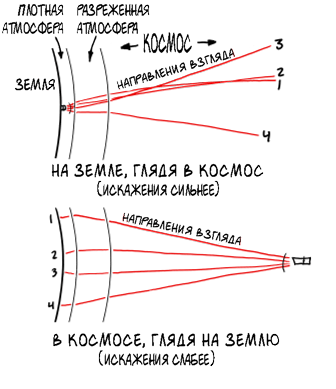 ПЛОТНАЯ
АТМОСФЕРА
РАЗРЕЖЕННАЯ
АТМОСФЕРА
КОСМОС
ЗЕМЛЯ
НАПРАВЛЕНИЯ ВЗГЛЯДА
3
2
1
4
НА ЗЕМЛЕ, ГЛЯДЯ В КОСМОС
(ИСКАЖЕНИЯ СИЛЬНЕЕ)
1
НАПРАВЛЕНИЯ ВЗГЛЯДА
2
3
4
В КОСМОСЕ, ГЛЯДЯ НА ЗЕМЛЮ
(ИСКАЖЕНИЯ СЛАБЕЕ)